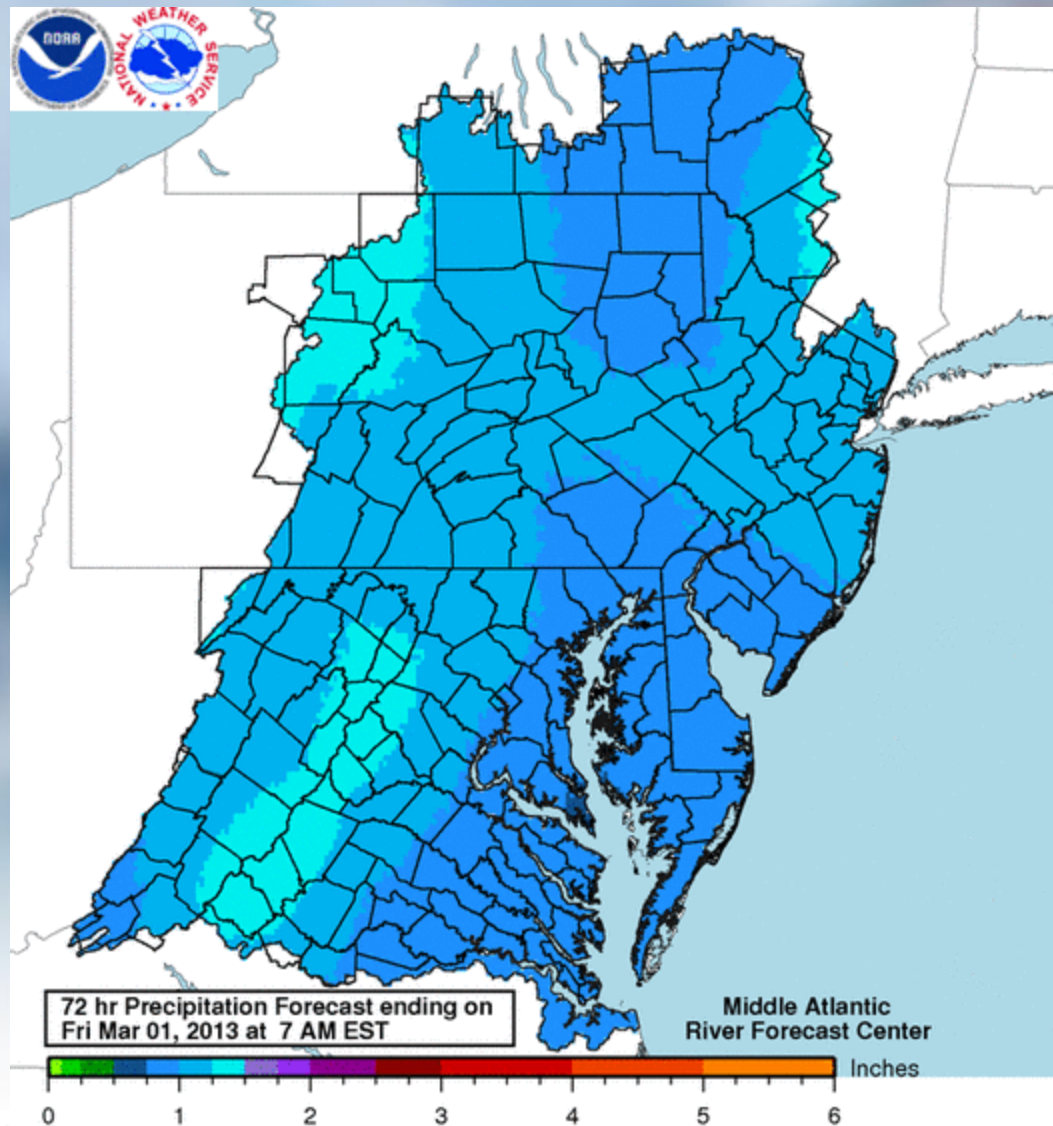 NOAA
NATIONAL WEATHER SERVICE
72 hr Precipitation Forecast ending on
Fri Mar 01, 2013 at 7 AM EST
Middle Atlantic
River Forecast Center
Inches
0 1 2 3 4 5 6